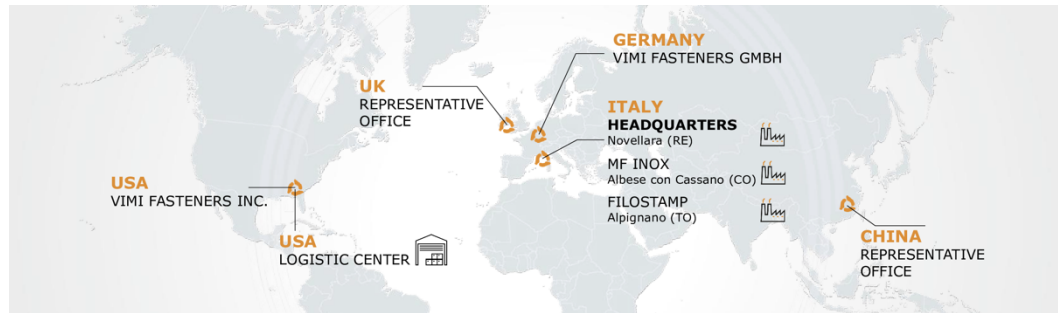 GERMANY
VIMI FASTENERS GMBH
UK
REPRESENTATIVE
OFFICE
ITALY
HEADQUARTERS
Novellara (RE)
MF INOX
Albese con Cassano (CO)
FILOSTAMP
Alpignano (TO)
USA
VIMI FASTENERS INC.
USA
LOGISTIC CENTER
CHINA
REPRESENTATIVE
OFFICE